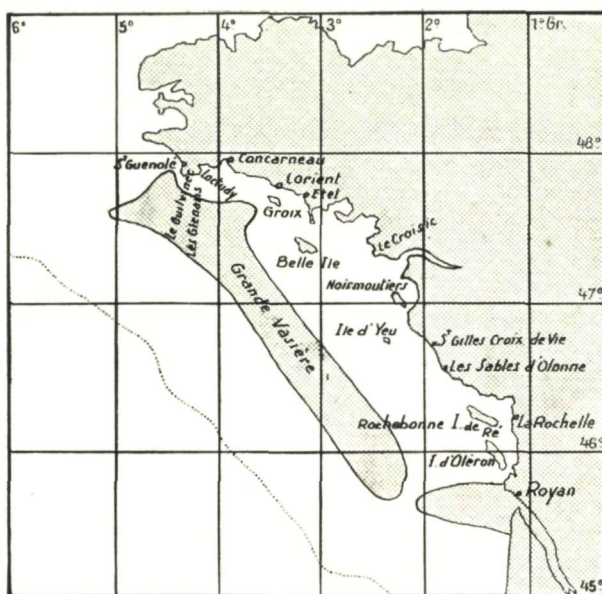 6° 5° 4° 3° 2° 1° Gr.
48°
St Guenolé
Concarneau
Loctudy
Lorient
Etel
Le Guilvinec
Les Glenans
Groix
Le Croisic
Belle Ile
Noirmoutiers
47°
Grande Vasière
Ile d'Yeu
St Gilles Croix de Vie
Les Sables d'Olonne
Rochebonne
I. de Ré
La Rochelle
46°
I. d'Oléron
Royan
45°